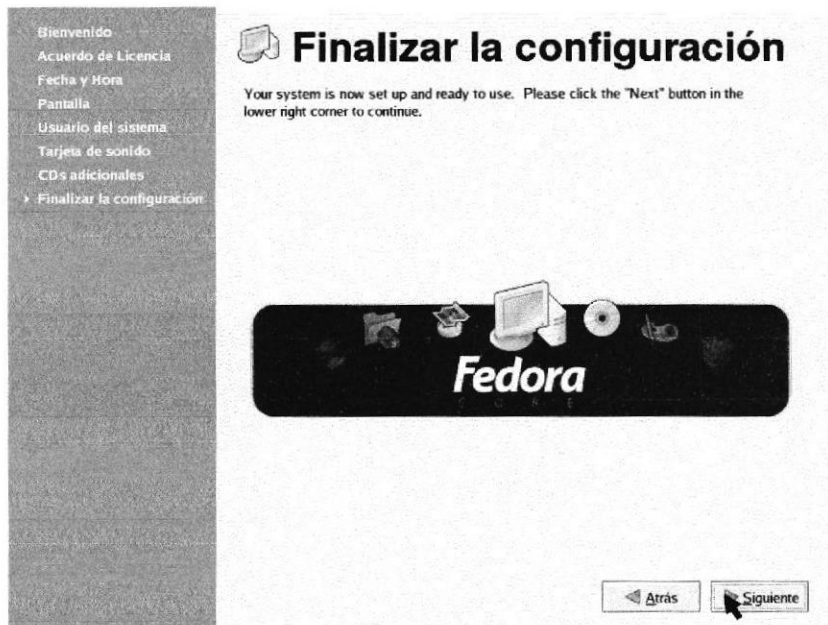 Bienvenido
Acuerdo de Licencia
Fecha y Hora
Pantalla
Usuario del sistema
Tarjeta de sonido
CDs adicionales
Finalizar la configuración
Finalizar la configuración
Your system is now set up and ready to use. Please click the "Next" button in the
lower right corner to continue.
Fedora
CORE
Atrás
Siguiente